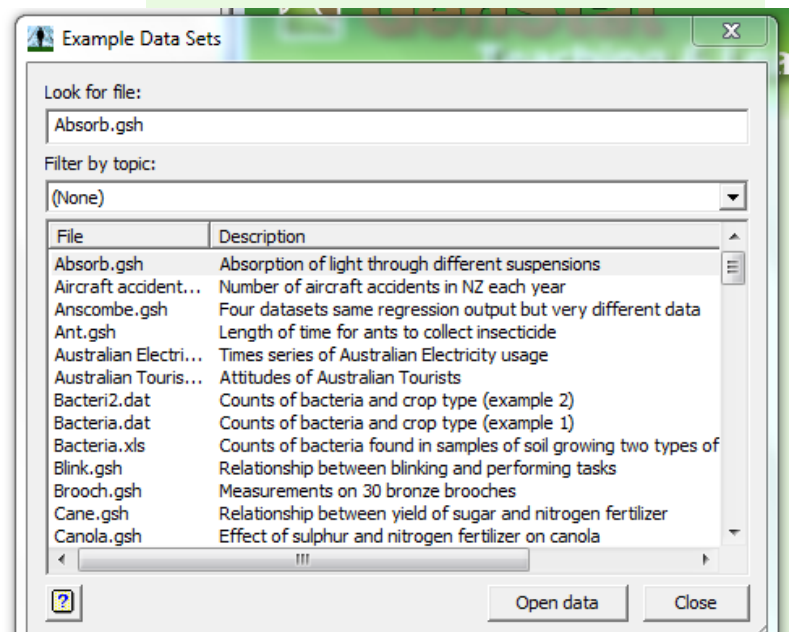 Genstat
Teaching & Lea
Example Data Sets
Look for file:
Absorb.gsh
Filter by topic:
(None)
File Description
Absorb.gsh Absorption of light through different suspensions
Aircraft accident... Number of aircraft accidents in NZ each year
Anscombe.gsh Four datasets same regression output but very different data
Ant.gsh Length of time for ants to collect insecticide
Australian Electri... Times series of Australian Electricity usage
Australian Touris... Attitudes of Australian Tourists
Bacteri2.dat Counts of bacteria and crop type (example 2)
Bacteria.dat Counts of bacteria and crop type (example 1)
Bacteria.xls Counts of bacteria found in samples of soil growing two types of
Blink.gsh Relationship between blinking and performing tasks
Brooch.gsh Measurements on 30 bronze brooches
Cane.gsh Relationship between yield of sugar and nitrogen fertilizer
Canola.gsh Effect of sulphur and nitrogen fertilizer on canola
? Open data Close